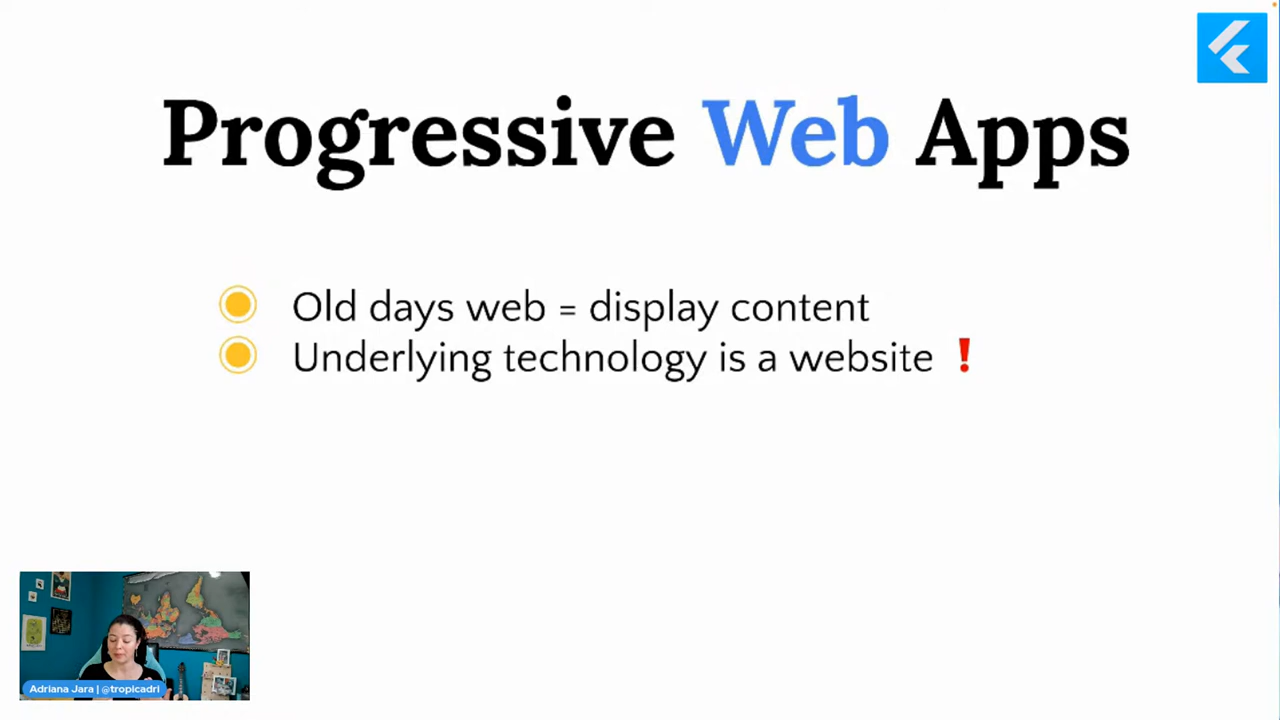 Progressive Web Apps
Old days web = display content
Underlying technology is a website ❗
Adriana Jara | @tropicadri